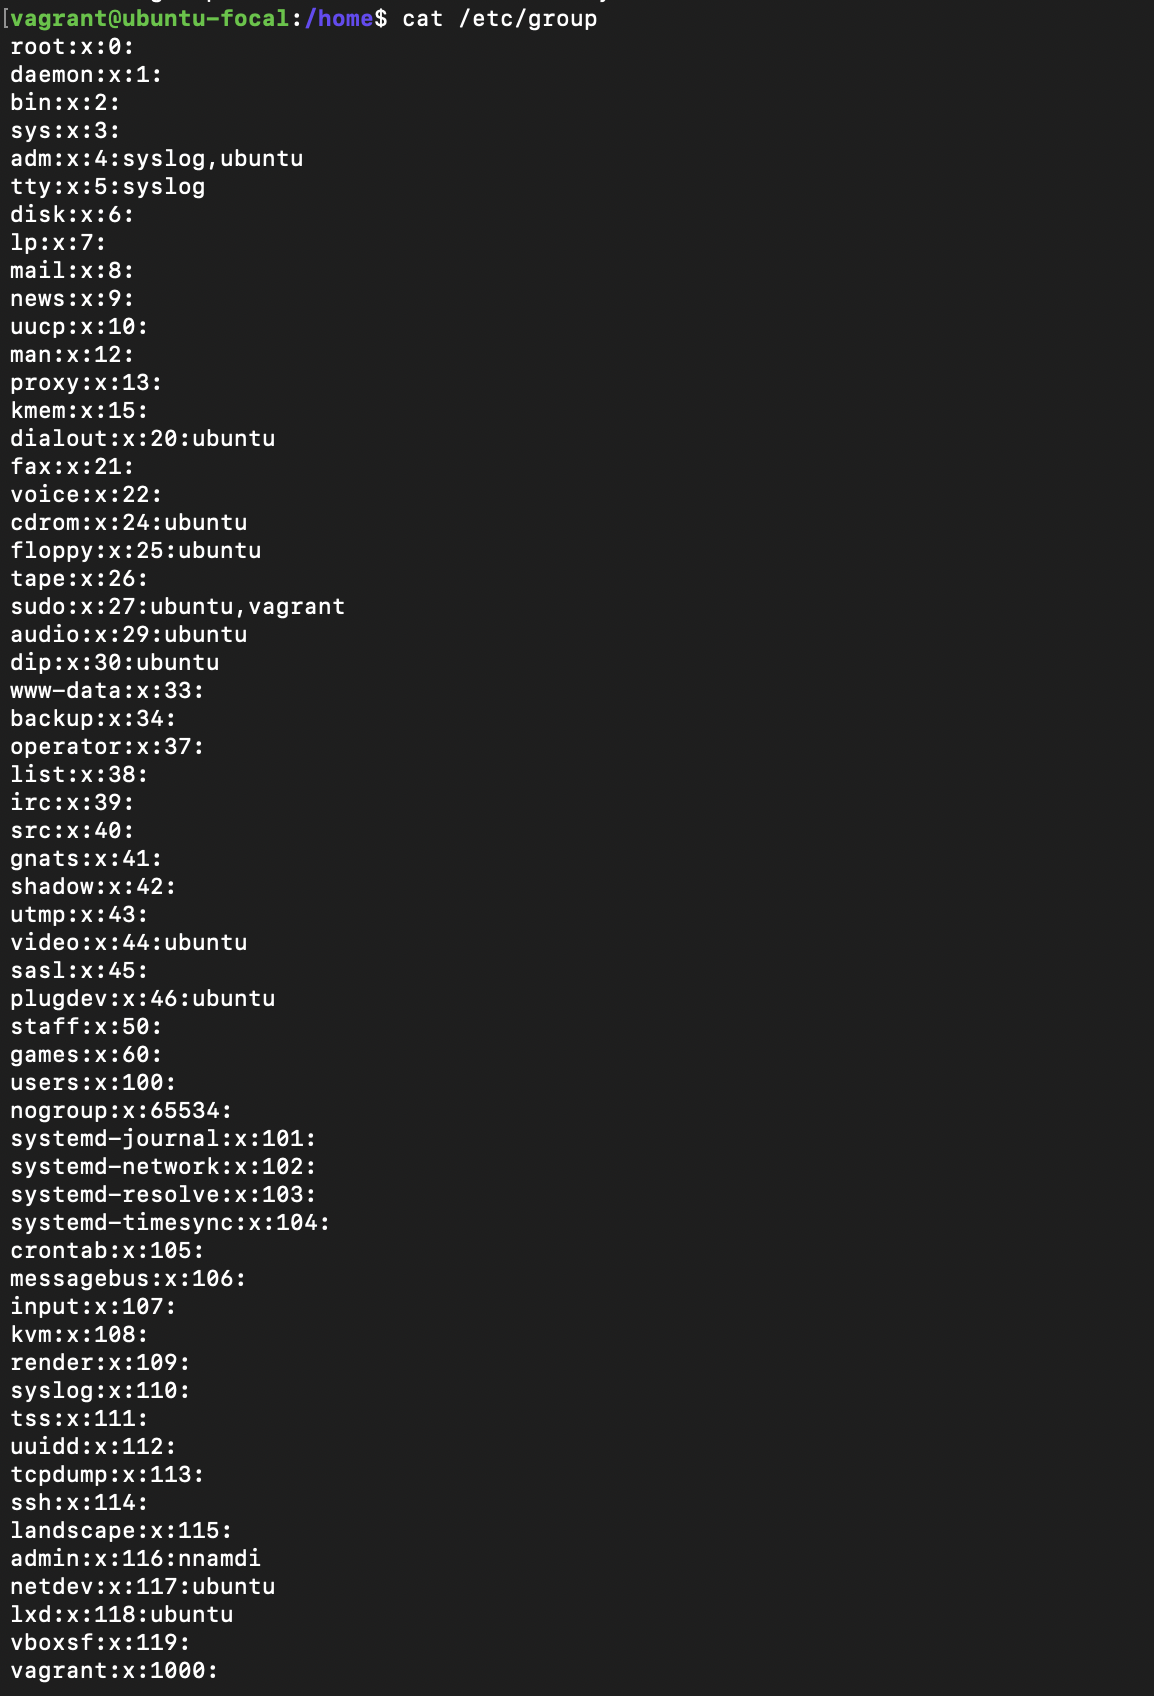 [vagrant@ubuntu-focal:/home$ cat /etc/group
root:x:0:
daemon:x:1:
bin:x:2:
sys:x:3:
adm:x:4:syslog,ubuntu
tty:x:5:syslog
disk:x:6:
lp:x:7:
mail:x:8:
news:x:9:
uucp:x:10:
man:x:12:
proxy:x:13:
kmem:x:15:
dialout:x:20:ubuntu
fax:x:21:
voice:x:22:
cdrom:x:24:ubuntu
floppy:x:25:ubuntu
tape:x:26:
sudo:x:27:ubuntu,vagrant
audio:x:29:ubuntu
dip:x:30:ubuntu
www-data:x:33:
backup:x:34:
operator:x:37:
list:x:38:
irc:x:39:
src:x:40:
gnats:x:41:
shadow:x:42:
utmp:x:43:
video:x:44:ubuntu
sasl:x:45:
plugdev:x:46:ubuntu
staff:x:50:
games:x:60:
users:x:100:
nogroup:x:65534:
systemd-journal:x:101:
systemd-network:x:102:
systemd-resolve:x:103:
systemd-timesync:x:104:
crontab:x:105:
messagebus:x:106:
input:x:107:
kvm:x:108:
render:x:109:
syslog:x:110:
tss:x:111:
uuidd:x:112:
tcpdump:x:113:
ssh:x:114:
landscape:x:115:
admin:x:116:nnamdi
netdev:x:117:ubuntu
lxd:x:118:ubuntu
vboxsf:x:119:
vagrant:x:1000: